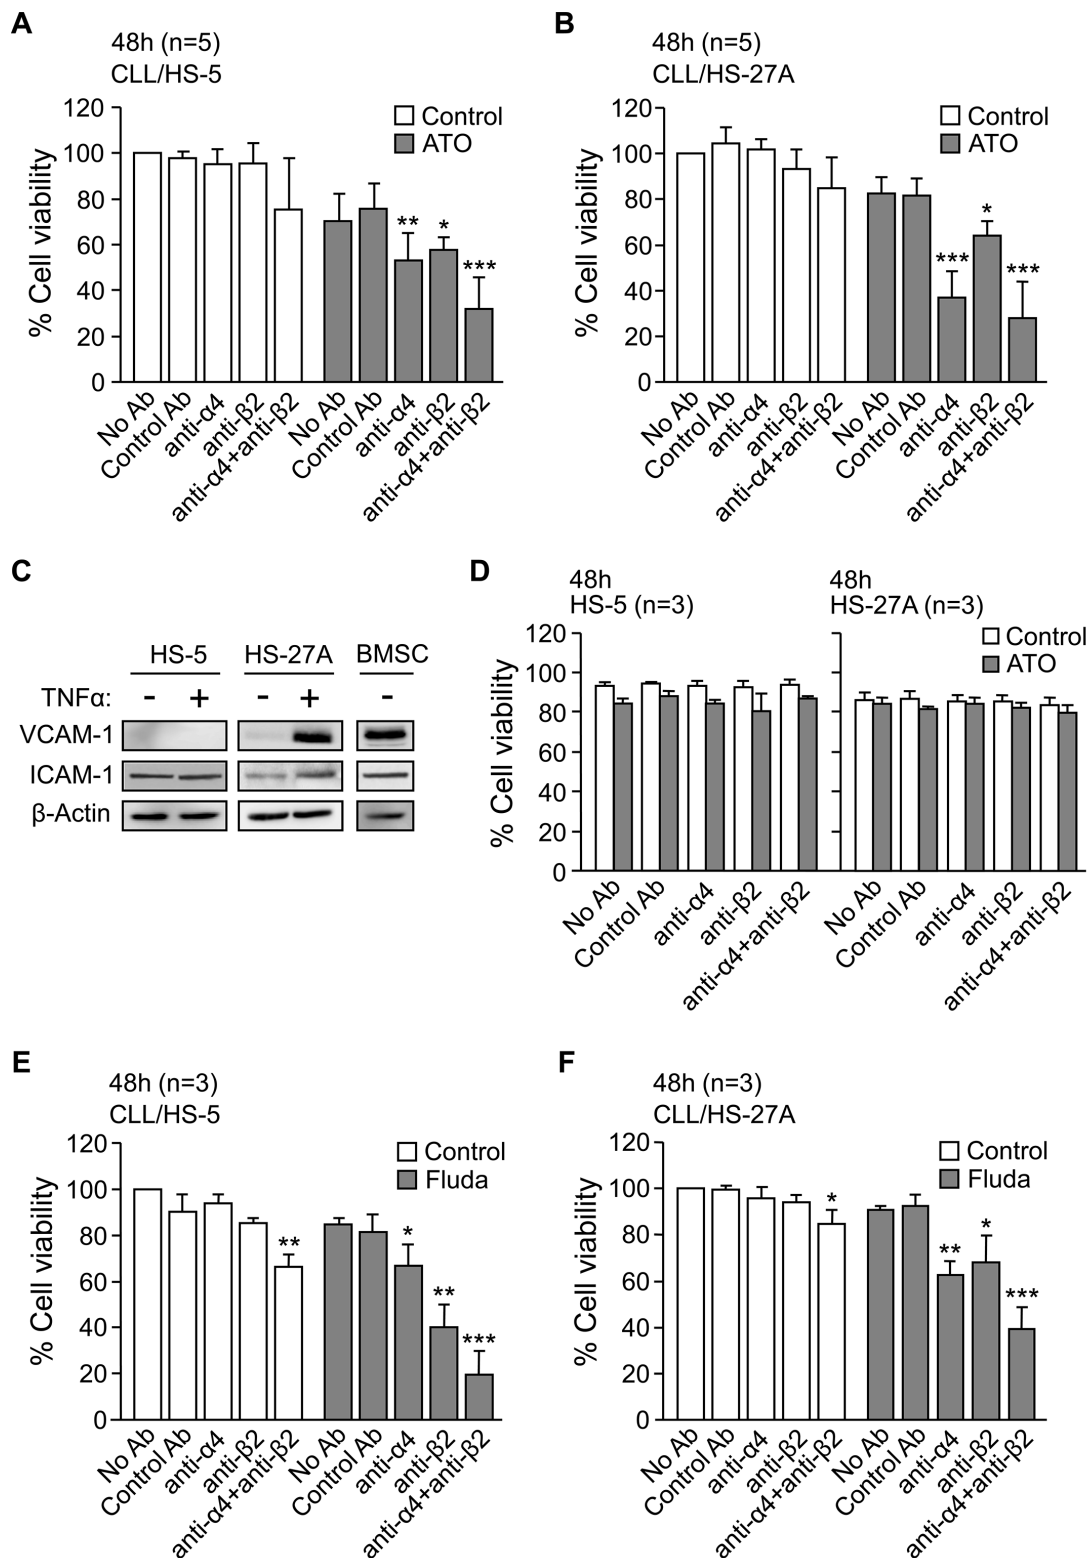 A
48h (n=5)
CLL/HS-5
% Cell viability
120
100
80
60
40
20
0
Control
ATO
** * ***
No Ab
Control Ab
anti-α4
anti-β2
anti-α4+anti-β2
No Ab
Control Ab
anti-α4
anti-β2
anti-α4+anti-β2
B
48h (n=5)
CLL/HS-27A
% Cell viability
120
100
80
60
40
20
0
Control
ATO
*** * ***
No Ab
Control Ab
anti-α4
anti-β2
anti-α4+anti-β2
No Ab
Control Ab
anti-α4
anti-β2
anti-α4+anti-β2
C
HS-5 HS-27A BMSC
TNFα: - + - + -
VCAM-1
ICAM-1
β-Actin
D
48h
HS-5 (n=3)
% Cell viability
120
100
80
60
40
20
0
No Ab
Control Ab
anti-α4
anti-β2
anti-α4+anti-β2
48h
HS-27A (n=3)
Control
ATO
No Ab
Control Ab
anti-α4
anti-β2
anti-α4+anti-β2
E
48h (n=3)
CLL/HS-5
% Cell viability
120
100
80
60
40
20
0
Control
Fluda
** * ** ***
No Ab
Control Ab
anti-α4
anti-β2
anti-α4+anti-β2
No Ab
Control Ab
anti-α4
anti-β2
anti-α4+anti-β2
F
48h (n=3)
CLL/HS-27A
% Cell viability
120
100
80
60
40
20
0
Control
Fluda
* ** * ***
No Ab
Control Ab
anti-α4
anti-β2
anti-α4+anti-β2
No Ab
Control Ab
anti-α4
anti-β2
anti-α4+anti-β2